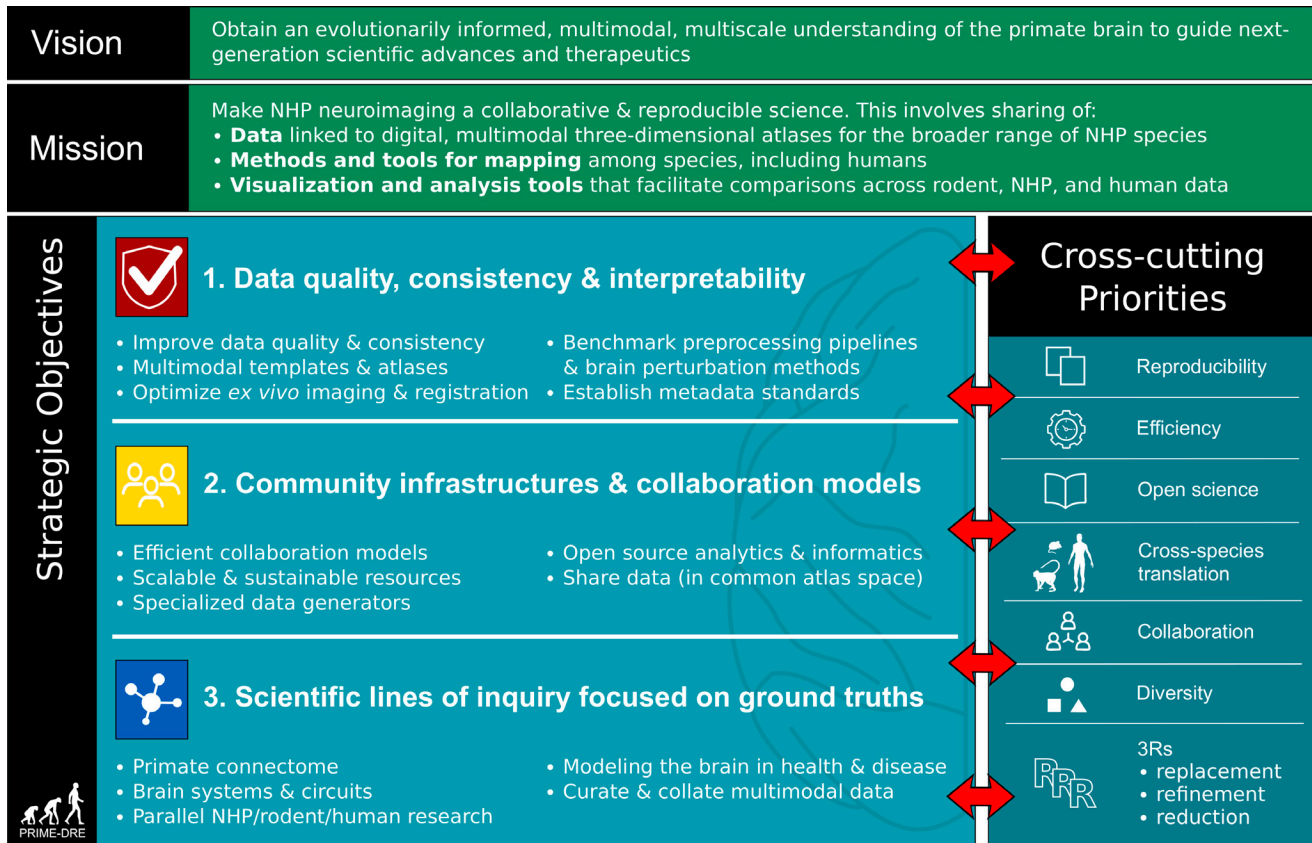 Vision
Obtain an evolutionarily informed, multimodal, multiscale understanding of the primate brain to guide next-
generation scientific advances and therapeutics
Mission
Make NHP neuroimaging a collaborative & reproducible science. This involves sharing of:
• Data linked to digital, multimodal three-dimensional atlases for the broader range of NHP species
• Methods and tools for mapping among species, including humans
• Visualization and analysis tools that facilitate comparisons across rodent, NHP, and human data
Strategic Objectives
1. Data quality, consistency & interpretability
• Improve data quality & consistency
• Multimodal templates & atlases
• Optimize ex vivo imaging & registration
• Benchmark preprocessing pipelines
& brain perturbation methods
• Establish metadata standards
2. Community infrastructures & collaboration models
• Efficient collaboration models
• Scalable & sustainable resources
• Specialized data generators
• Open source analytics & informatics
• Share data (in common atlas space)
3. Scientific lines of inquiry focused on ground truths
• Primate connectome
• Brain systems & circuits
• Parallel NHP/rodent/human research
• Modeling the brain in health & disease
• Curate & collate multimodal data
PRIME-DRE
Cross-cutting
Priorities
Reproducibility
Efficiency
Open science
Cross-species
translation
Collaboration
Diversity
RRR
3Rs
• replacement
• refinement
• reduction